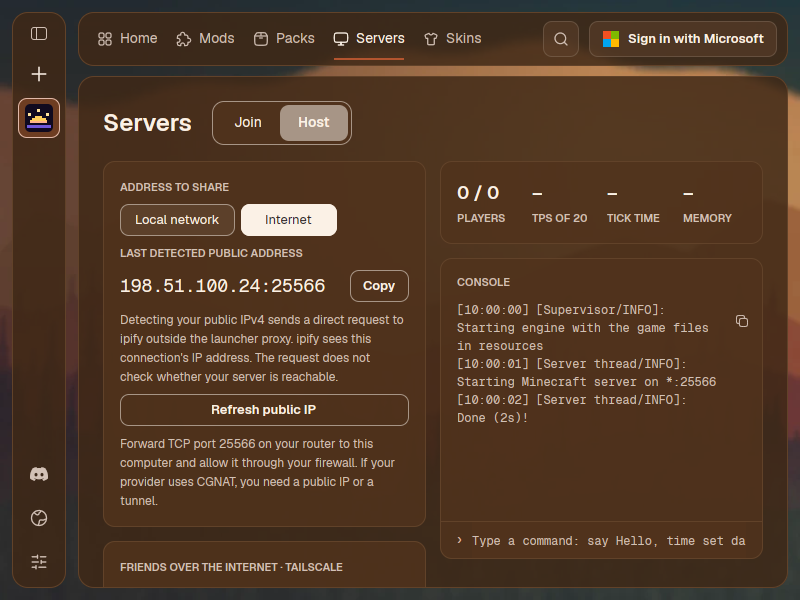 Home
Mods
Packs
Servers
Skins
Sign in with Microsoft
Servers
Join
Host
ADDRESS TO SHARE
Local network
Internet
LAST DETECTED PUBLIC ADDRESS
198.51.100.24:25566
Copy
Detecting your public IPv4 sends a direct request to
ipify outside the launcher proxy. ipify sees this
connection's IP address. The request does not
check whether your server is reachable.
Refresh public IP
Forward TCP port 25566 on your router to this
computer and allow it through your firewall. If your
provider uses CGNAT, you need a public IP or a
tunnel.
FRIENDS OVER THE INTERNET · TAILSCALE
0 / 0
PLAYERS
–
TPS OF 20
–
TICK TIME
–
MEMORY
CONSOLE
[10:00:00] [Supervisor/INFO]:
Starting engine with the game files
in resources
[10:00:01] [Server thread/INFO]:
Starting Minecraft server on *:25566
[10:00:02] [Server thread/INFO]:
Done (2s)!
› Type a command: say Hello, time set da